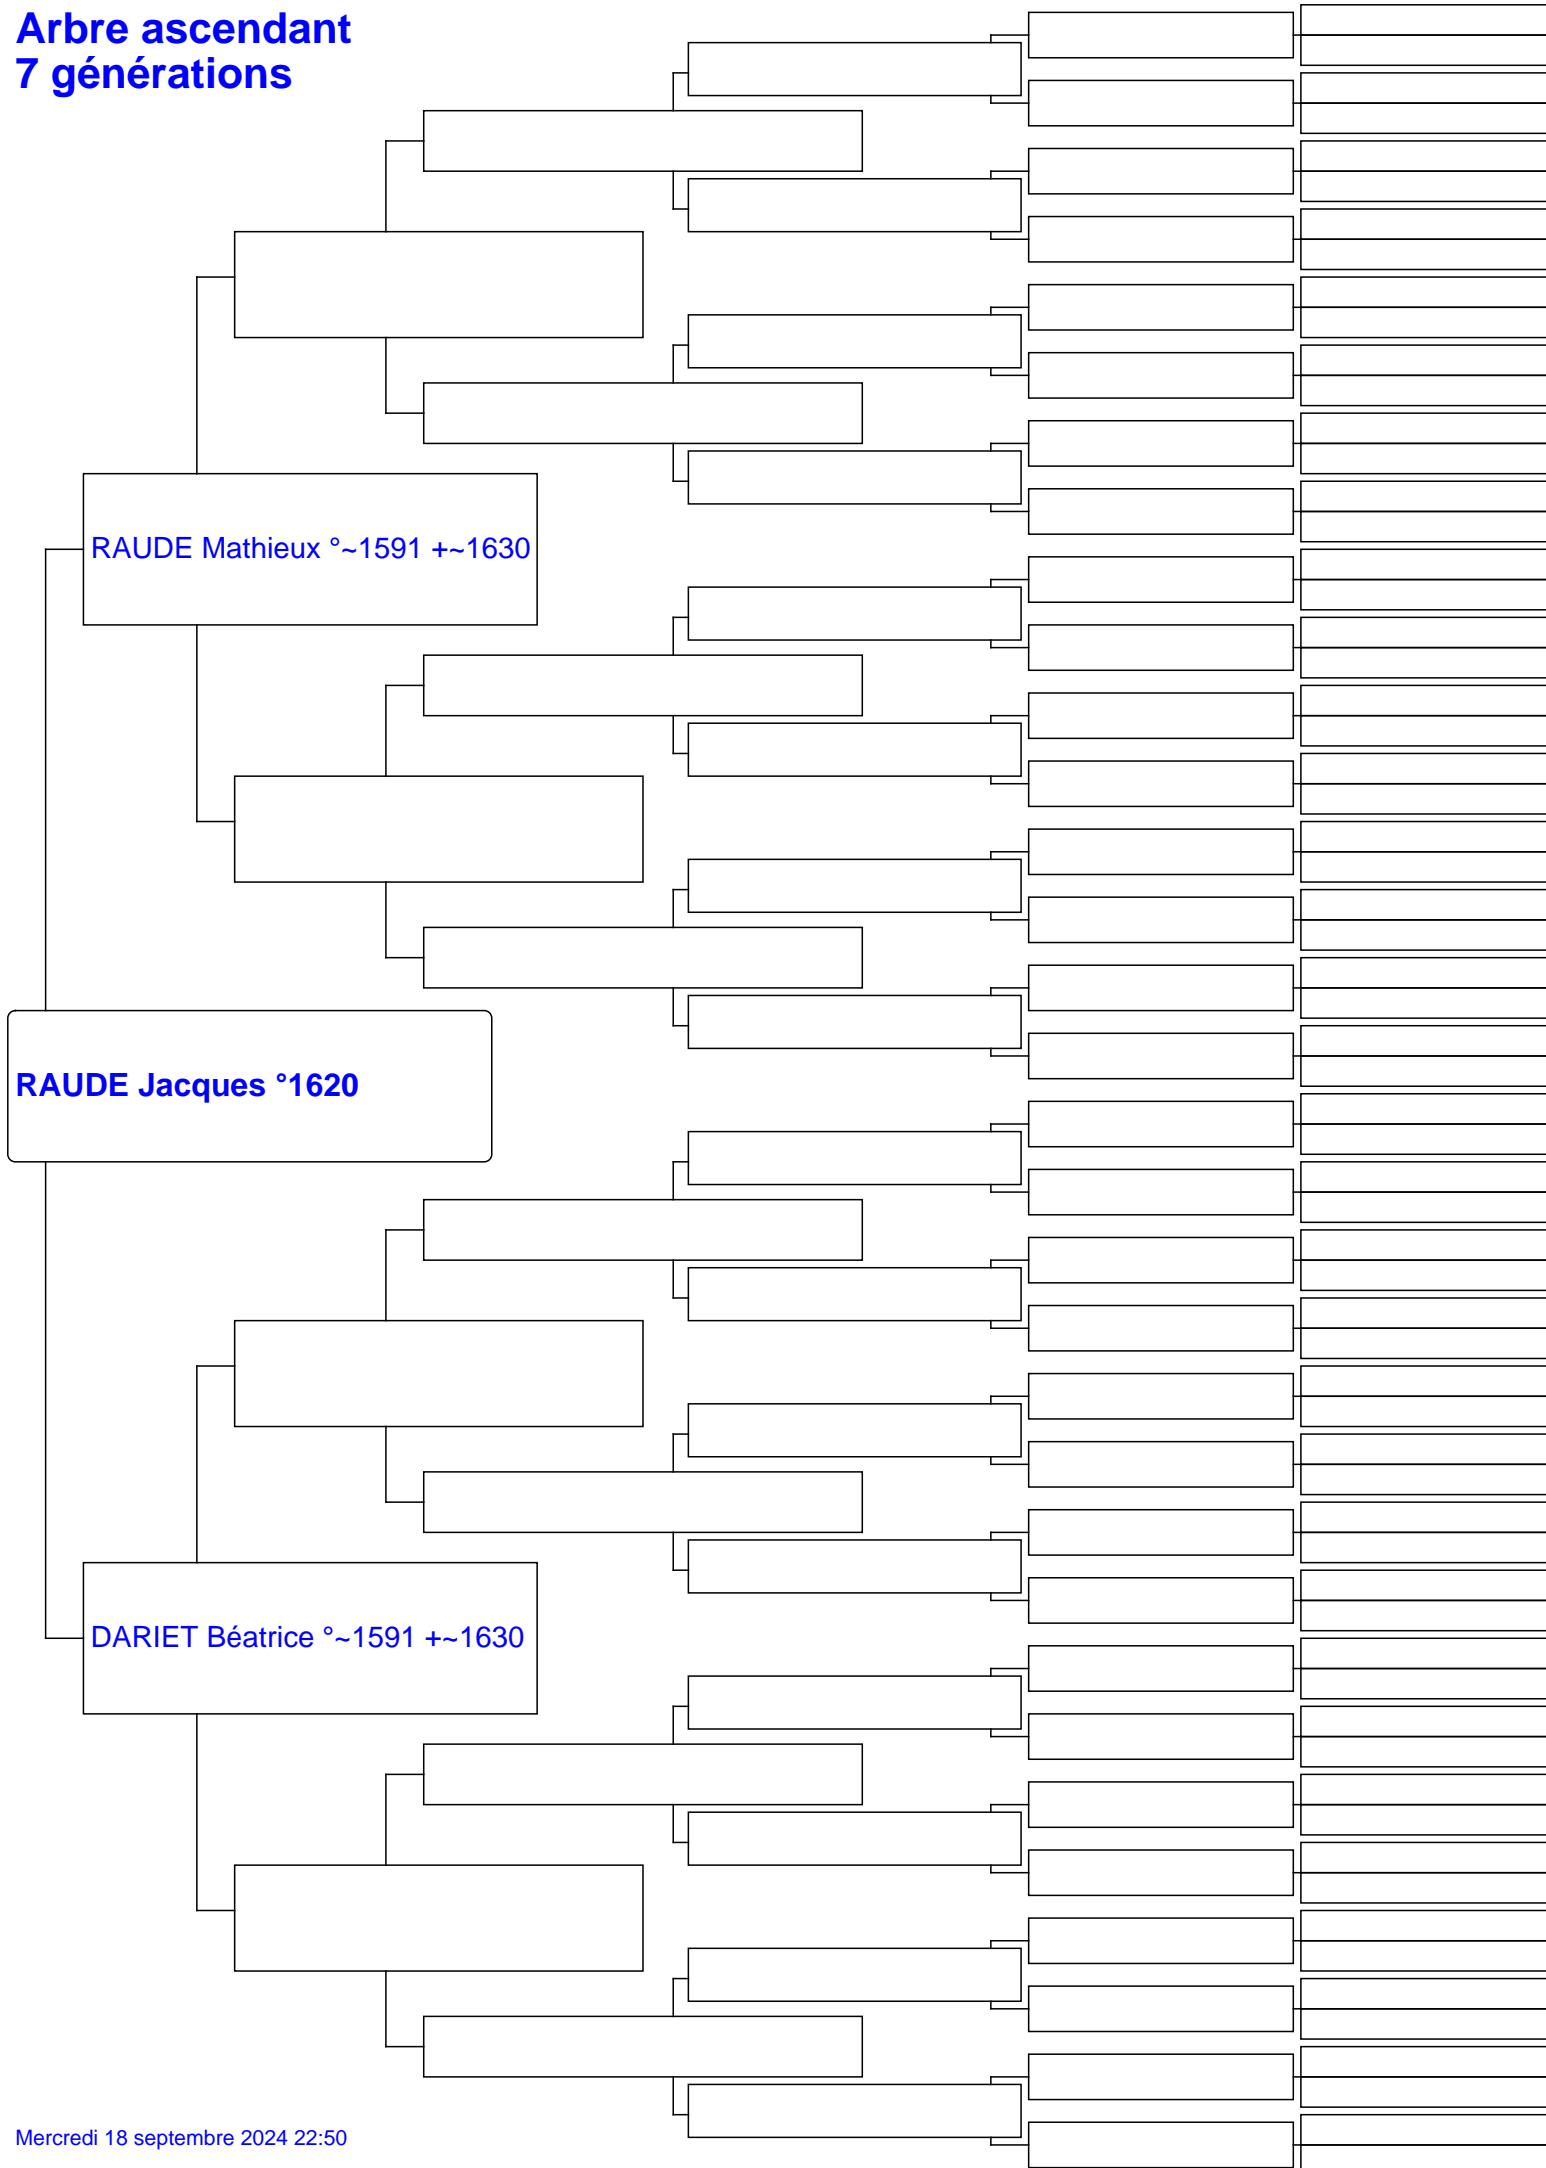 Arbre ascendant
7 générations
RAUDE Mathieux °~1591 +~1630
RAUDE Jacques °1620
DARIET Béatrice °~1591 +~1630
Mercredi 18 septembre 2024 22:50